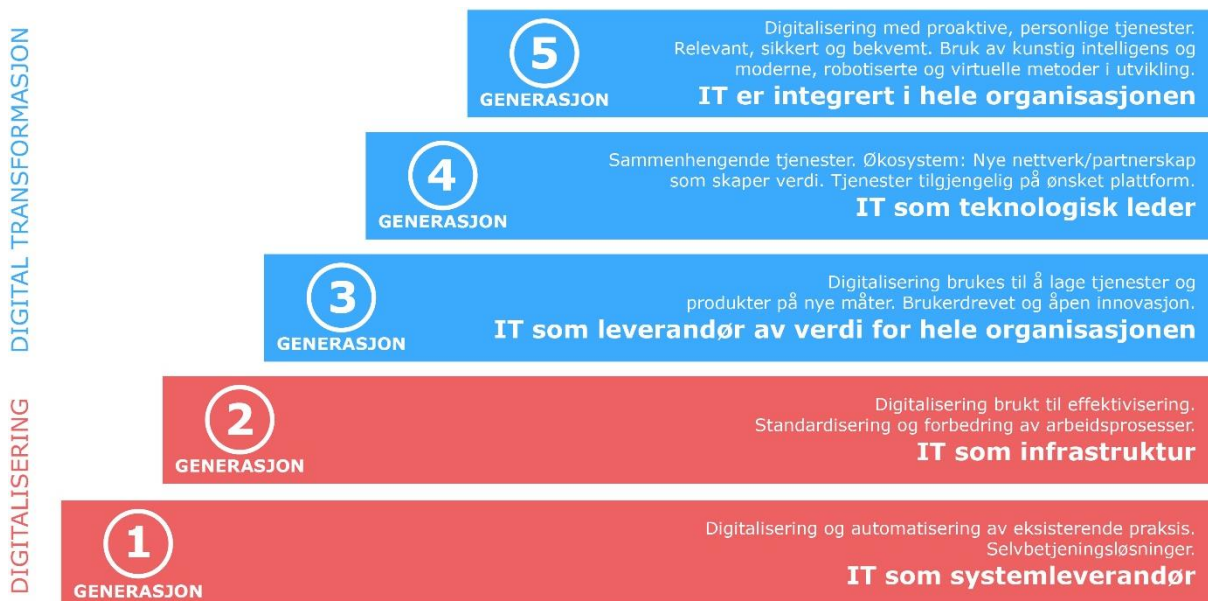 DIGITAL TRANSFORMASJON
5
GENERASJON
Digitalisering med proaktive, personlige tjenester.
Relevant, sikkert og bekvemt. Bruk av kunstig intelligens og
moderne, robotiserte og virtuelle metoder i utvikling.
IT er integrert i hele organisasjonen
4
GENERASJON
Sammenhengende tjenester. Økosystem: Nye nettverk/partnerskap
som skaper verdi. Tjenester tilgjengelig på ønsket plattform.
IT som teknologisk leder
3
GENERASJON
Digitalisering brukes til å lage tjenester og
produkter på nye måter. Brukerdrevet og åpen innovasjon.
IT som leverandør av verdi for hele organisasjonen
DIGITALISERING
2
GENERASJON
Digitalisering brukt til effektivisering.
Standardisering og forbedring av arbeidsprosesser.
IT som infrastruktur
1
GENERASJON
Digitalisering og automatisering av eksisterende praksis.
Selvbetjeningsløsninger.
IT som systemleverandør